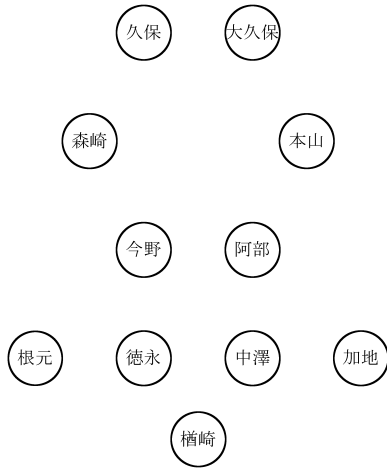 久保 大久保
森崎 本山
今野 阿部
根元 徳永 中澤 加地
楢崎